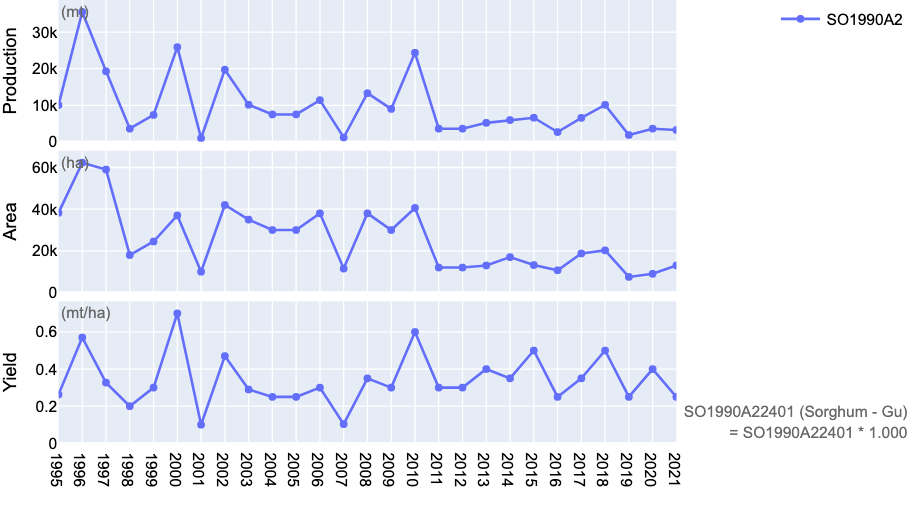 (mt)
Production
30k
20k
10k
0
SO1990A2
(ha)
Area
60k
40k
20k
0
(mt/ha)
Yield
0.6
0.4
0.2
0
SO1990A22401 (Sorghum - Gu)
= SO1990A22401 * 1.000
1995
1996
1997
1998
1999
2000
2001
2002
2003
2004
2005
2006
2007
2008
2009
2010
2011
2012
2013
2014
2015
2016
2017
2018
2019
2020
2021